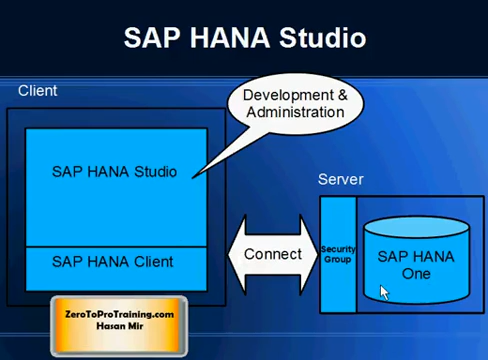 SAP HANA Studio
Client
Development &
Administration
SAP HANA Studio
Server
Connect
Security
Group
SAP HANA
One
SAP HANA Client
ZeroToProTraining.com
Hasan Mir